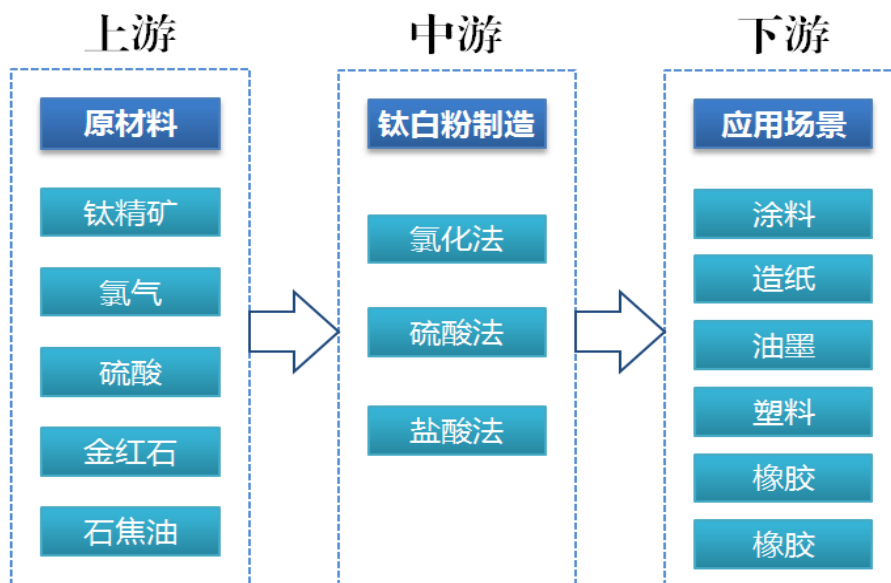 上游
原材料
钛精矿
氯气
硫酸
金红石
石焦油
中游
钛白粉制造
氯化法
硫酸法
盐酸法
下游
应用场景
涂料
造纸
油墨
塑料
橡胶
橡胶